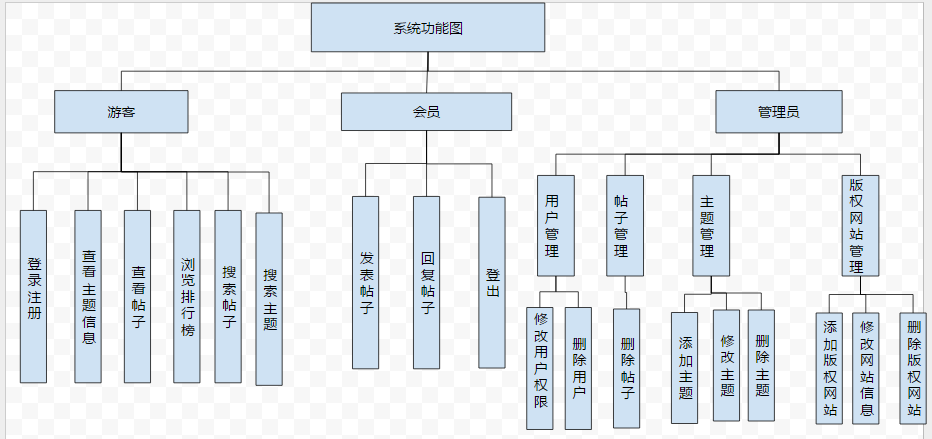 系统功能图
游客
会员
管理员
登录注册
查看主题信息
查看帖子
浏览排行榜
搜索帖子
搜索主题
发表帖子
回复帖子
登出
用户管理
帖子管理
主题管理
版权网站管理
修改用户权限
删除用户
删除帖子
添加主题
修改主题
删除主题
添加版权网站
修改网站信息
删除版权网站